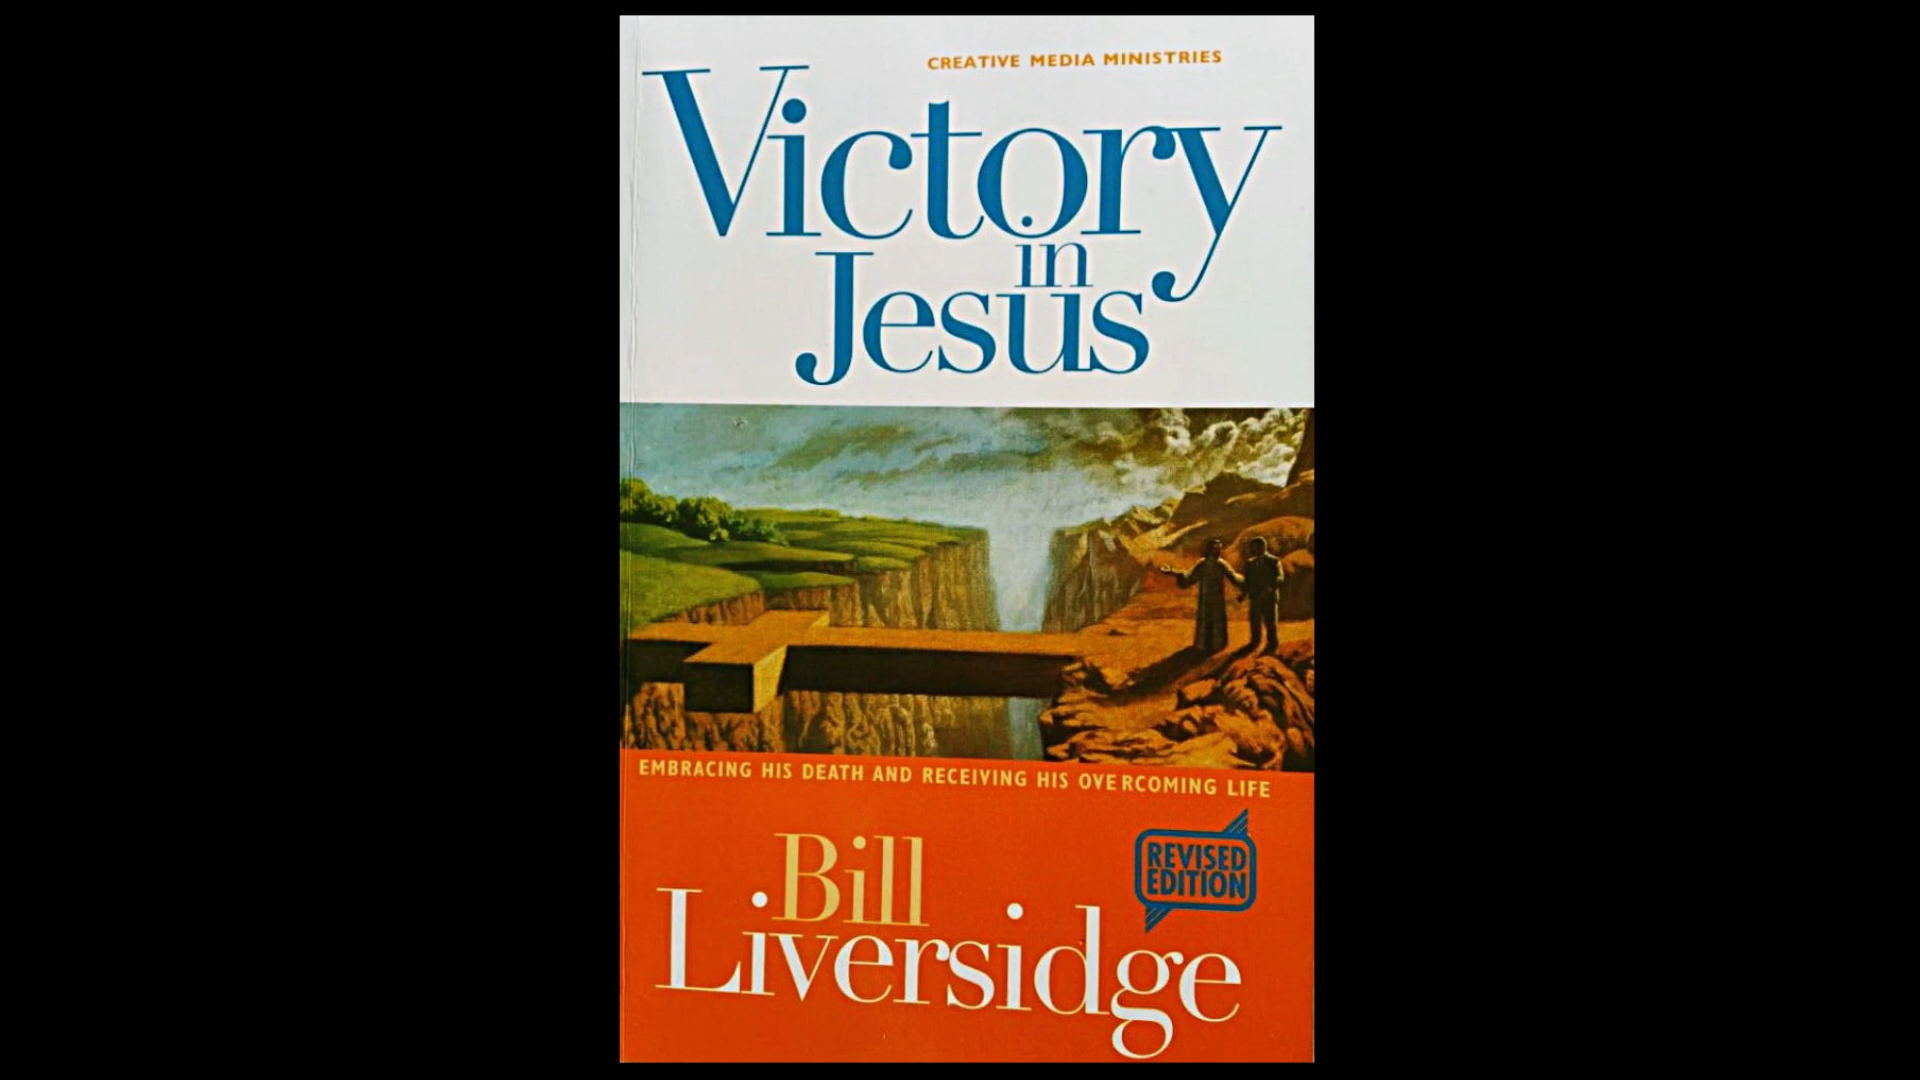 CREATIVE MEDIA MINISTRIES
Victory
in
Jesus
EMBRACING HIS DEATH AND RECEIVING HIS OVERCOMING LIFE
REVISED
EDITION
Bill
Liversidge